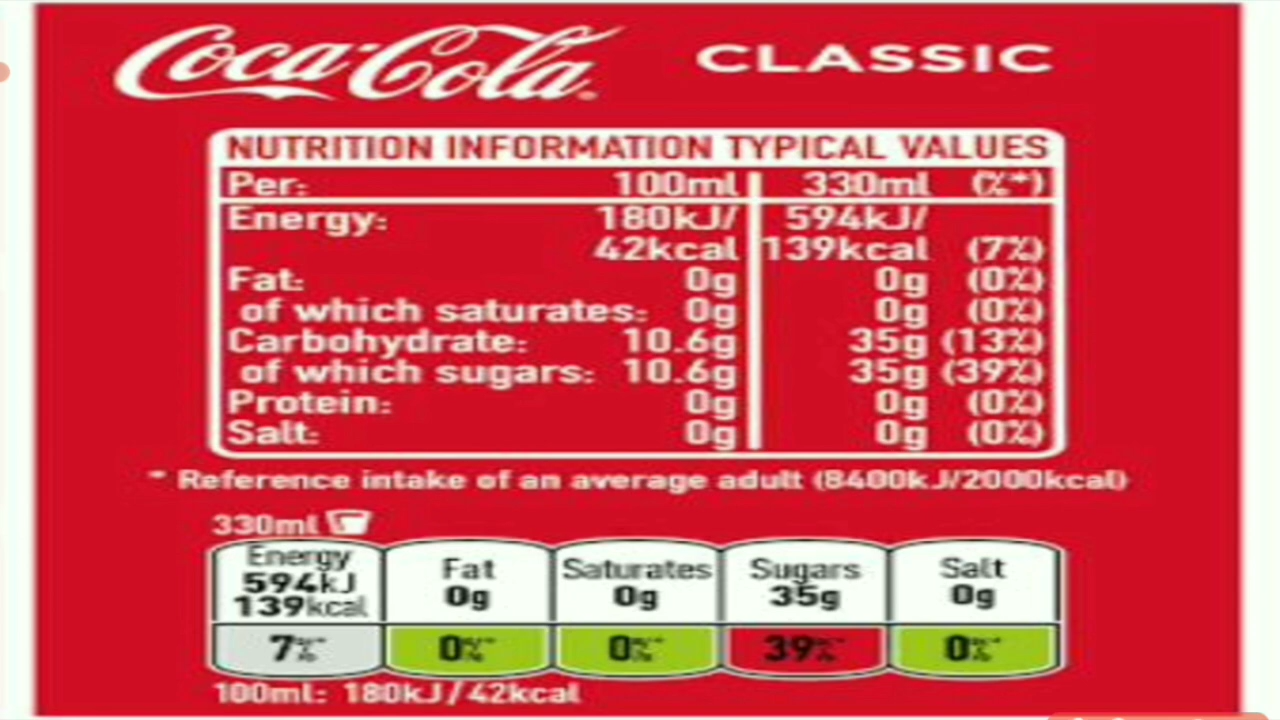 Coca-Cola CLASSIC
NUTRITION INFORMATION TYPICAL VALUES
Per: 100ml 330ml (%*)
Energy: 180kJ/ 594kJ/
42kcal 139kcal (7%)
Fat: 0g 0g (0%)
of which saturates: 0g 0g (0%)
Carbohydrate: 10.6g 35g (13%)
of which sugars: 10.6g 35g (39%)
Protein: 0g 0g (0%)
Salt: 0g 0g (0%)
* Reference intake of an average adult (8400kJ/2000kcal)
330ml
Energy Fat Saturates Sugars Salt
594kJ 0g 0g 35g 0g
139kcal
7%* 0%* 0%* 39%* 0%*
100ml: 180kJ/42kcal